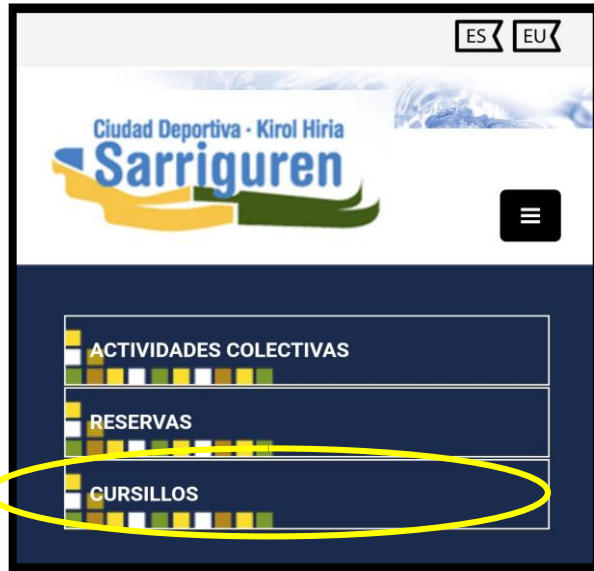 ES EU
Ciudad Deportiva - Kirol Hiria
Sarriguren
ACTIVIDADES COLECTIVAS
RESERVAS
CURSILLOS